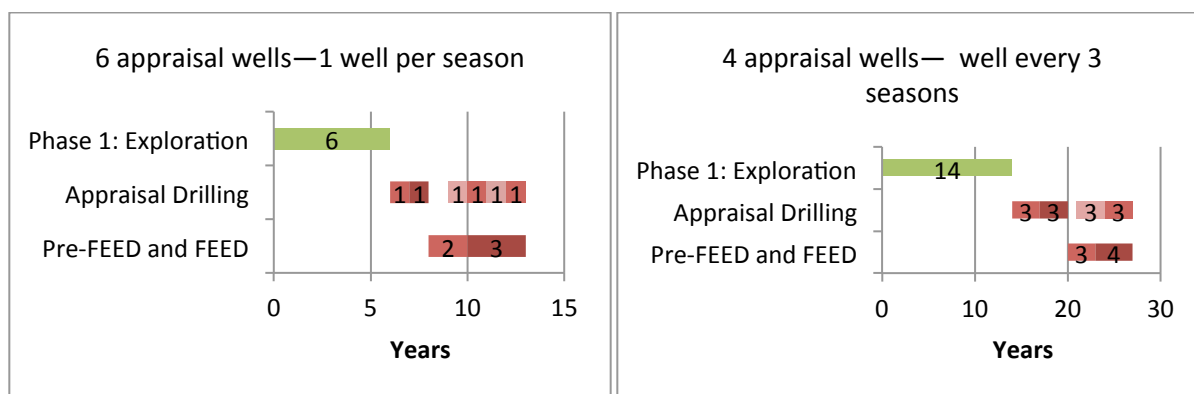 6 appraisal wells—1 well per season
Phase 1: Exploration
6
Appraisal Drilling
1 1 1 1 1 1
Pre-FEED and FEED
2 3
0 5 10 15
Years
4 appraisal wells— well every 3
seasons
Phase 1: Exploration
14
Appraisal Drilling
3 3 3 3
Pre-FEED and FEED
3 4
0 10 20 30
Years